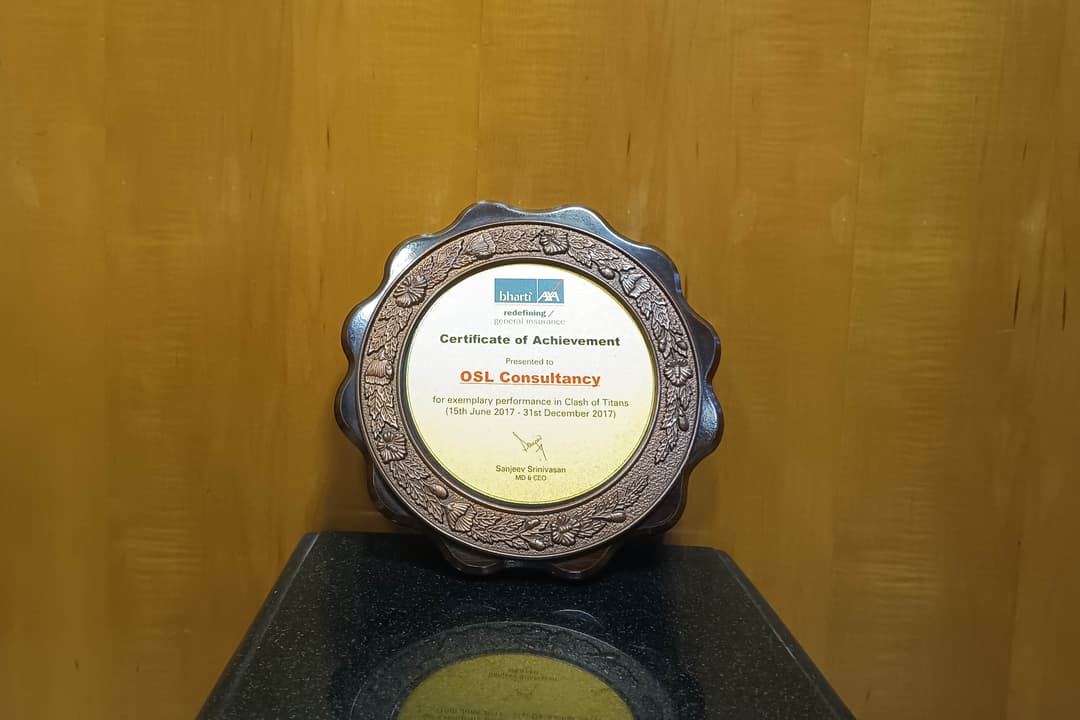 bharti AXA
redefining /
general insurance
Certificate of Achievement
Presented to
OSL Consultancy
for exemplary performance in Clash of Titans
(15th June 2017 - 31st December 2017)
Sanjeev Srinivasan
MD & CEO